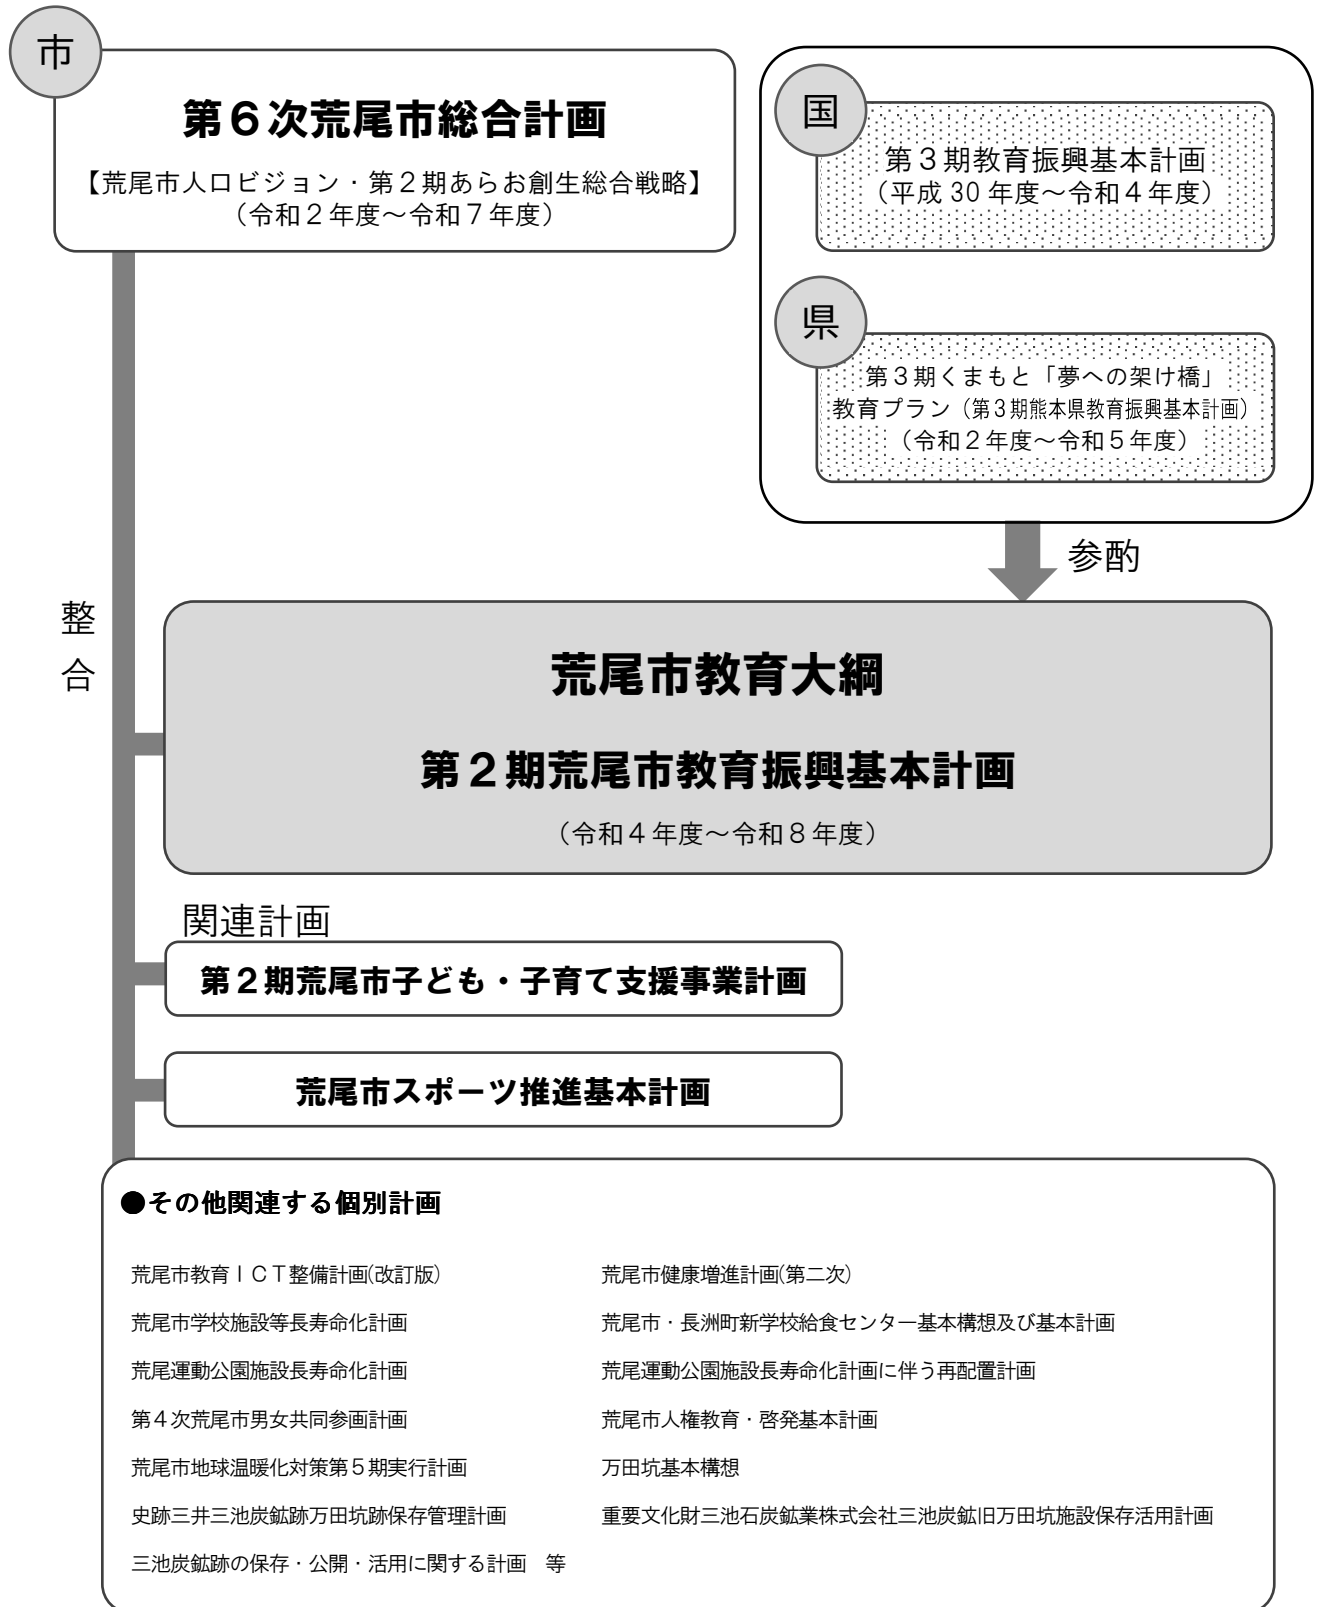 市
第６次荒尾市総合計画
【荒尾市人口ビジョン・第２期あらお創生総合戦略】
（令和２年度～令和７年度）
国
第３期教育振興基本計画
（平成 30 年度～令和４年度）
県
第３期くまもと「夢への架け橋」
教育プラン（第３期熊本県教育振興基本計画）
（令和２年度～令和５年度）
参酌
整
合
荒尾市教育大綱
第２期荒尾市教育振興基本計画
（令和４年度～令和８年度）
関連計画
第２期荒尾市子ども・子育て支援事業計画
荒尾市スポーツ推進基本計画
●その他関連する個別計画
荒尾市教育ＩＣＴ整備計画(改訂版)
荒尾市健康増進計画(第二次)
荒尾市学校施設等長寿命化計画
荒尾市・長洲町新学校給食センター基本構想及び基本計画
荒尾運動公園施設長寿命化計画
荒尾運動公園施設長寿命化計画に伴う再配置計画
第４次荒尾市男女共同参画計画
荒尾市人権教育・啓発基本計画
荒尾市地球温暖化対策第５期実行計画
万田坑基本構想
史跡三井三池炭鉱跡万田坑跡保存管理計画
重要文化財三池石炭鉱業株式会社三池炭鉱旧万田坑施設保存活用計画
三池炭鉱跡の保存・公開・活用に関する計画　等